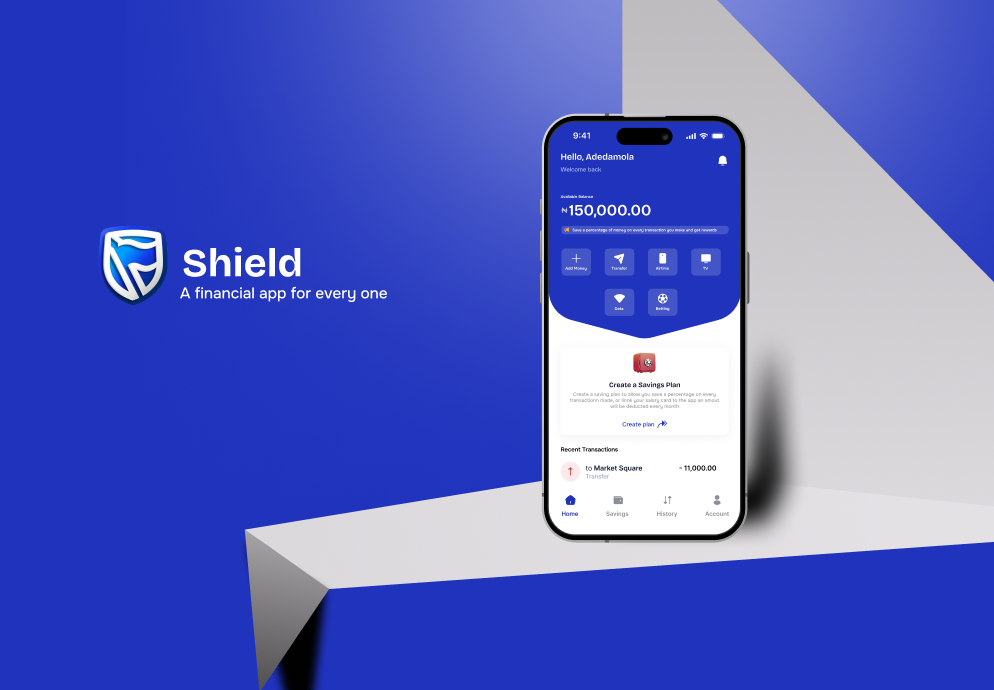 Shield
A financial app for every one
9:41
Hello, Adedamola
Welcome back
Available Balance
₦150,000.00
Save a percentage of money on every transaction you make and get rewards
Add Money
Transfer
Airtime
TV
Data
Betting
Create a Savings Plan
Create a saving plan to allow you save a percentage on every
transactionn made, or link your salary card to the app an amout
will be deducted every month
Create plan
Recent Transactions
to Market Square
- 11,000.00
Transfer
Home
Savings
History
Account